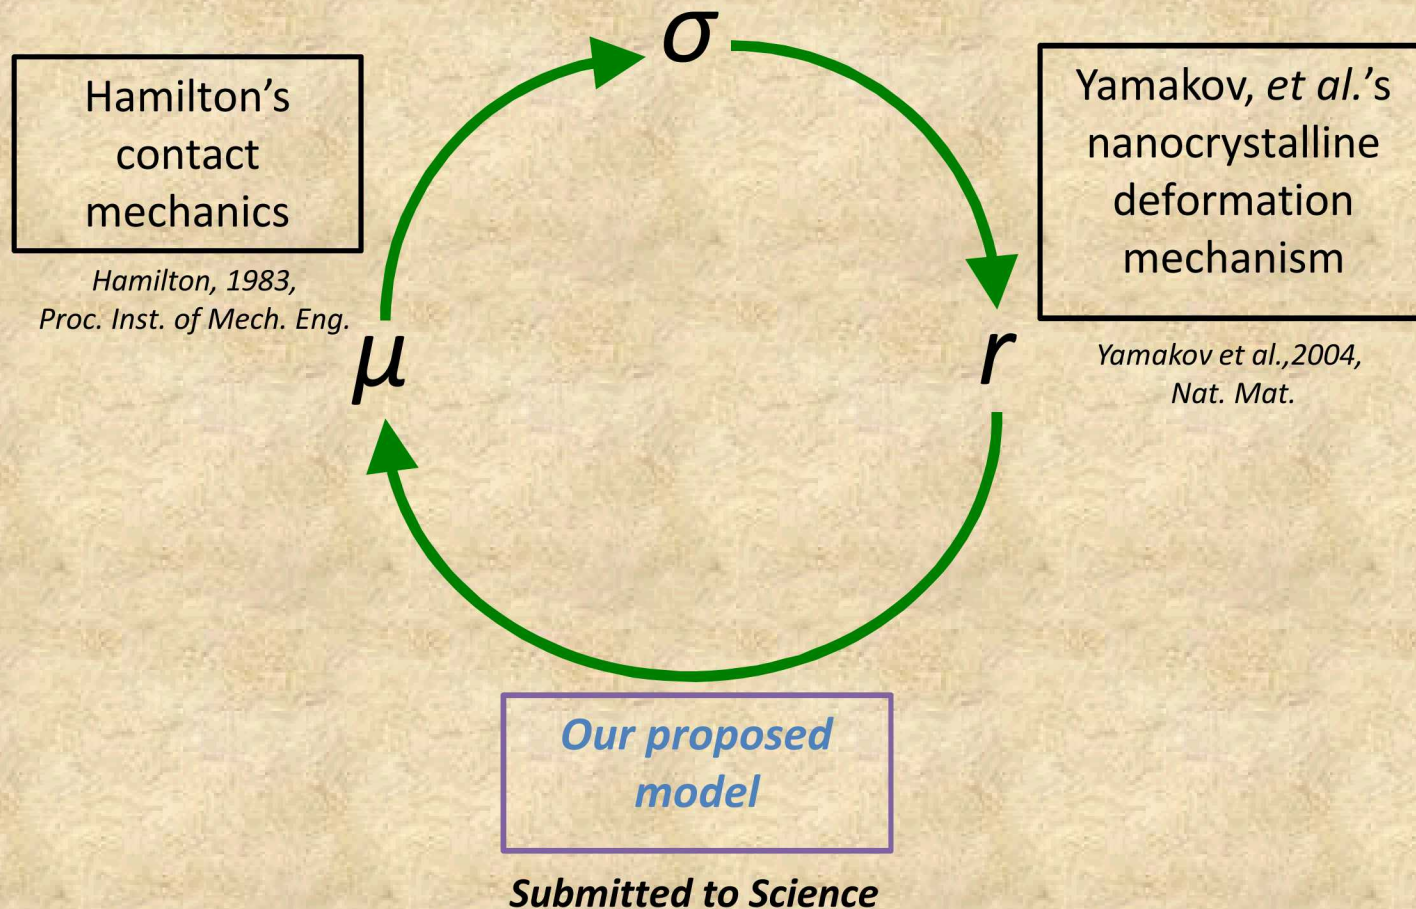 σ
Hamilton’s
contact
mechanics
Hamilton, 1983,
Proc. Inst. of Mech. Eng.
Yamakov, et al.’s
nanocrystalline
deformation
mechanism
Yamakov et al.,2004,
Nat. Mat.
μ
r
Our proposed
model
Submitted to Science